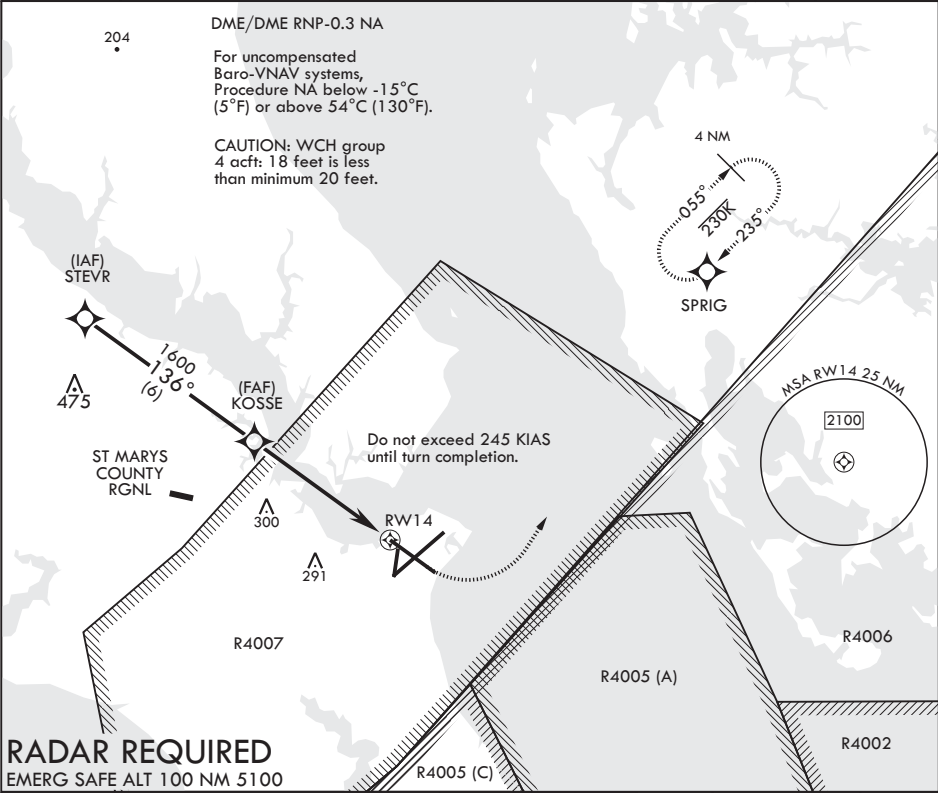 DME/DME RNP-0.3 NA
204
For uncompensated
Baro-VNAV systems,
Procedure NA below -15°C
(5°F) or above 54°C (130°F).
CAUTION: WCH group
4 acft: 18 feet is less
than minimum 20 feet.
4 NM
055°
230K
235°
SPRIG
(IAF)
STEVR
1600
136°
(6)
475
(FAF)
KOSSE
MSA RW14 25 NM
2100
Do not exceed 245 KIAS
until turn completion.
ST MARYS
COUNTY
RGNL
300
RW14
291
R4007
R4006
R4005 (A)
R4002
R4005 (C)
RADAR REQUIRED
EMERG SAFE ALT 100 NM 5100